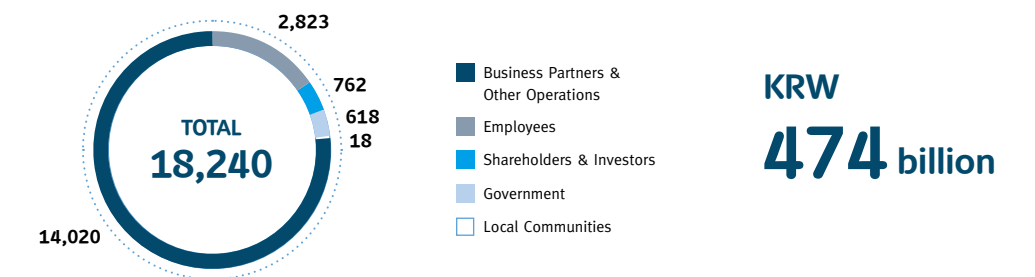 2,823
762
618
18
TOTAL
18,240
14,020
Business Partners &
Other Operations
Employees
Shareholders & Investors
Government
Local Communities
KRW
474 billion